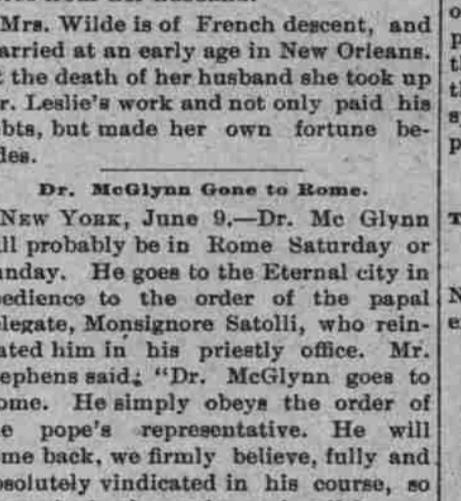 Mrs. Wilde is of French descent, and
arried at an early age in New Orleans.
t the death of her husband she took up
r. Leslie's work and not only paid his
bts, but made her own fortune be-
des.
Dr. McGlynn Gone to Rome.
NEW YORK, June 9.—Dr. Mc Glynn
ll probably be in Rome Saturday or
nday. He goes to the Eternal city in
edience to the order of the papal
legate, Monsignore Satolli, who rein-
ated him in his priestly office. Mr.
ephens said: "Dr. McGlynn goes to
ome. He simply obeys the order of
e pope's representative. He will
me back, we firmly believe, fully and
solutely vindicated in his course, so